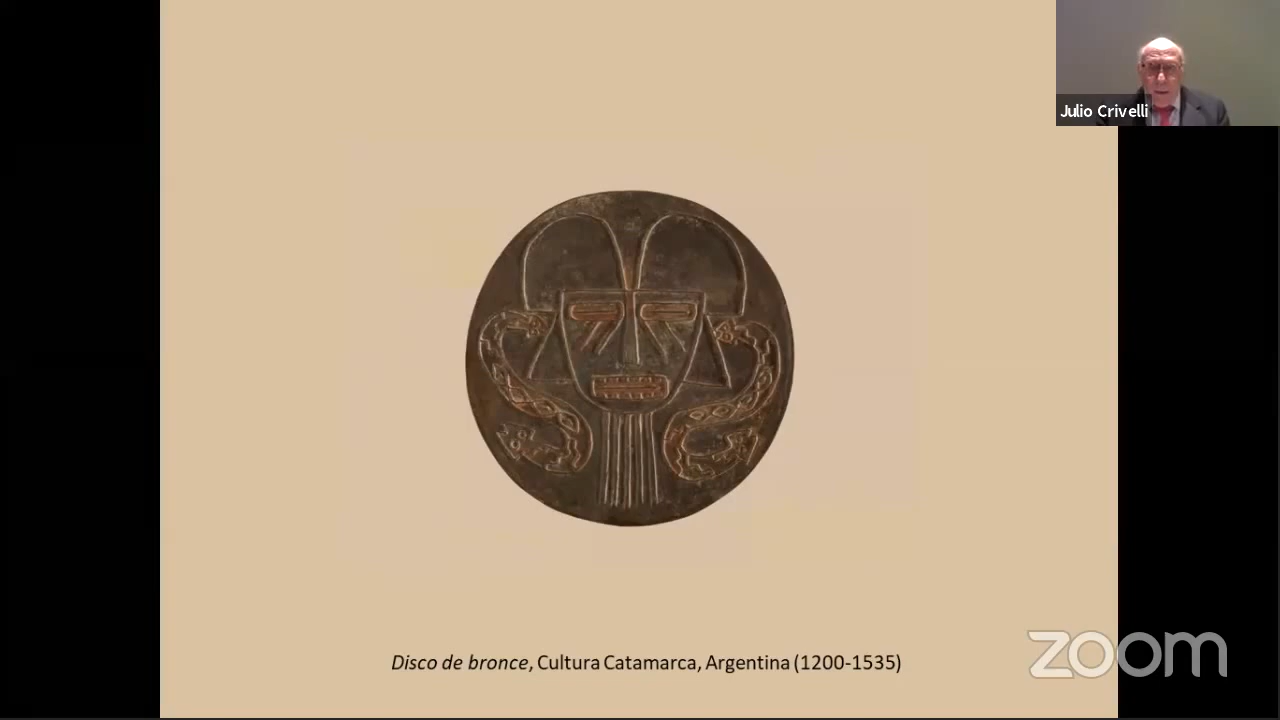 Julio Crivelli
Disco de bronce, Cultura Catamarca, Argentina (1200-1535)
zoom